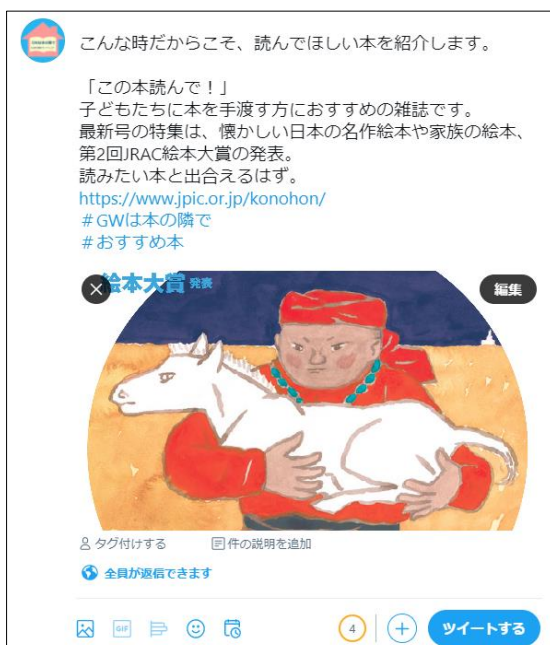 こんな時だからこそ、読んでほしい本を紹介します。
「この本読んで！」
子どもたちに本を手渡す方におすすめの雑誌です。
最新号の特集は、懐かしい日本の名作絵本や家族の絵本、
第2回JRAC絵本大賞の発表。
読みたい本と出合えるはず。
https://www.jpic.or.jp/konohon/
＃GWは本の隣で
＃おすすめ本
絵本大賞 発表
編集
タグ付けする
件の説明を追加
全員が返信できます
GIF
4
ツイートする